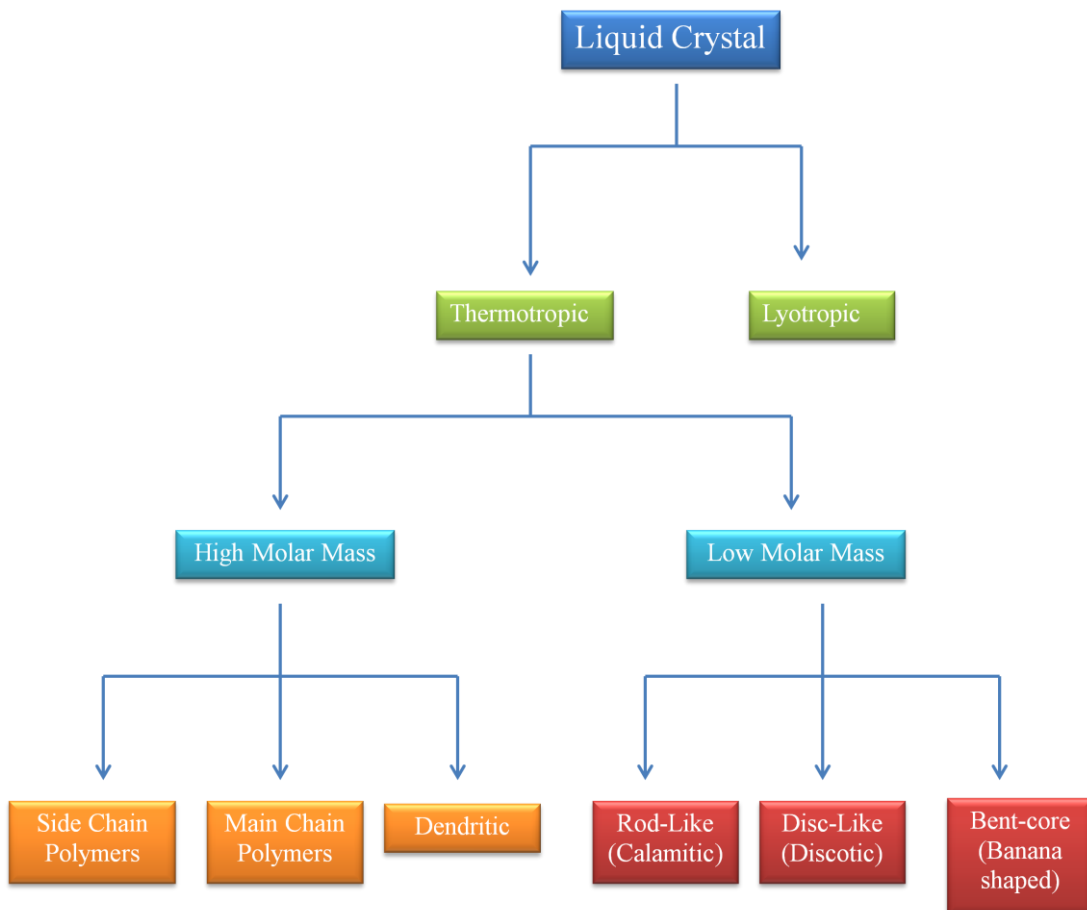 Liquid Crystal
Thermotropic
Lyotropic
High Molar Mass
Low Molar Mass
Side Chain
Polymers
Main Chain
Polymers
Dendritic
Rod-Like
(Calamitic)
Disc-Like
(Discotic)
Bent-core
(Banana
shaped)